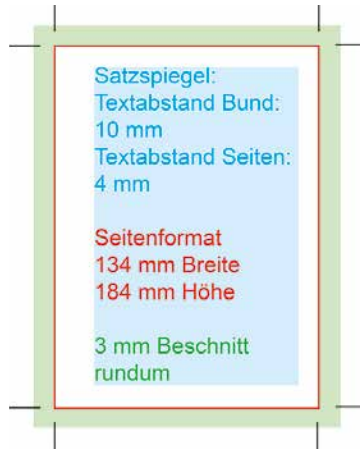 Satzspiegel:
Textabstand Bund:
10 mm
Textabstand Seiten:
4 mm
Seitenformat
134 mm Breite
184 mm Höhe
3 mm Beschnitt
rundum